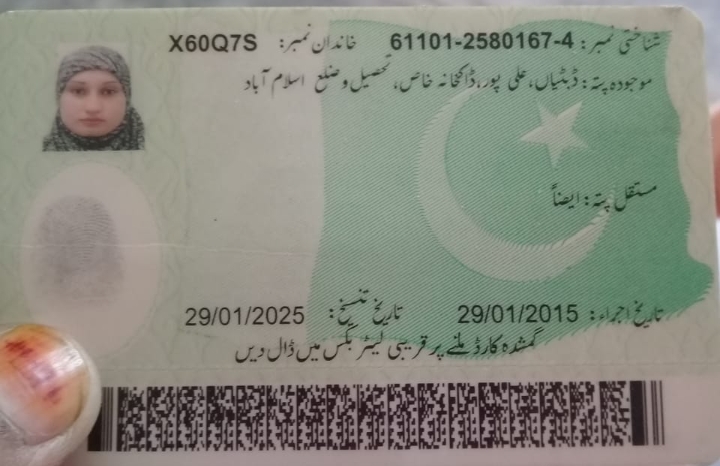 شناختی نمبر: 61101-2580167-4 خاندان نمبر: X60Q7S
موجودہ پتہ: ڈبٹیاں، علی پور، ڈاکخانہ خاص، تحصیل و ضلع اسلام آباد
مستقل پتہ: ایضاً
تاریخ اجراء: 29/01/2015 تاریخ تنسیخ: 29/01/2025
گمشدہ کارڈ ملنے پر قریبی لیٹر بکس میں ڈال دیں